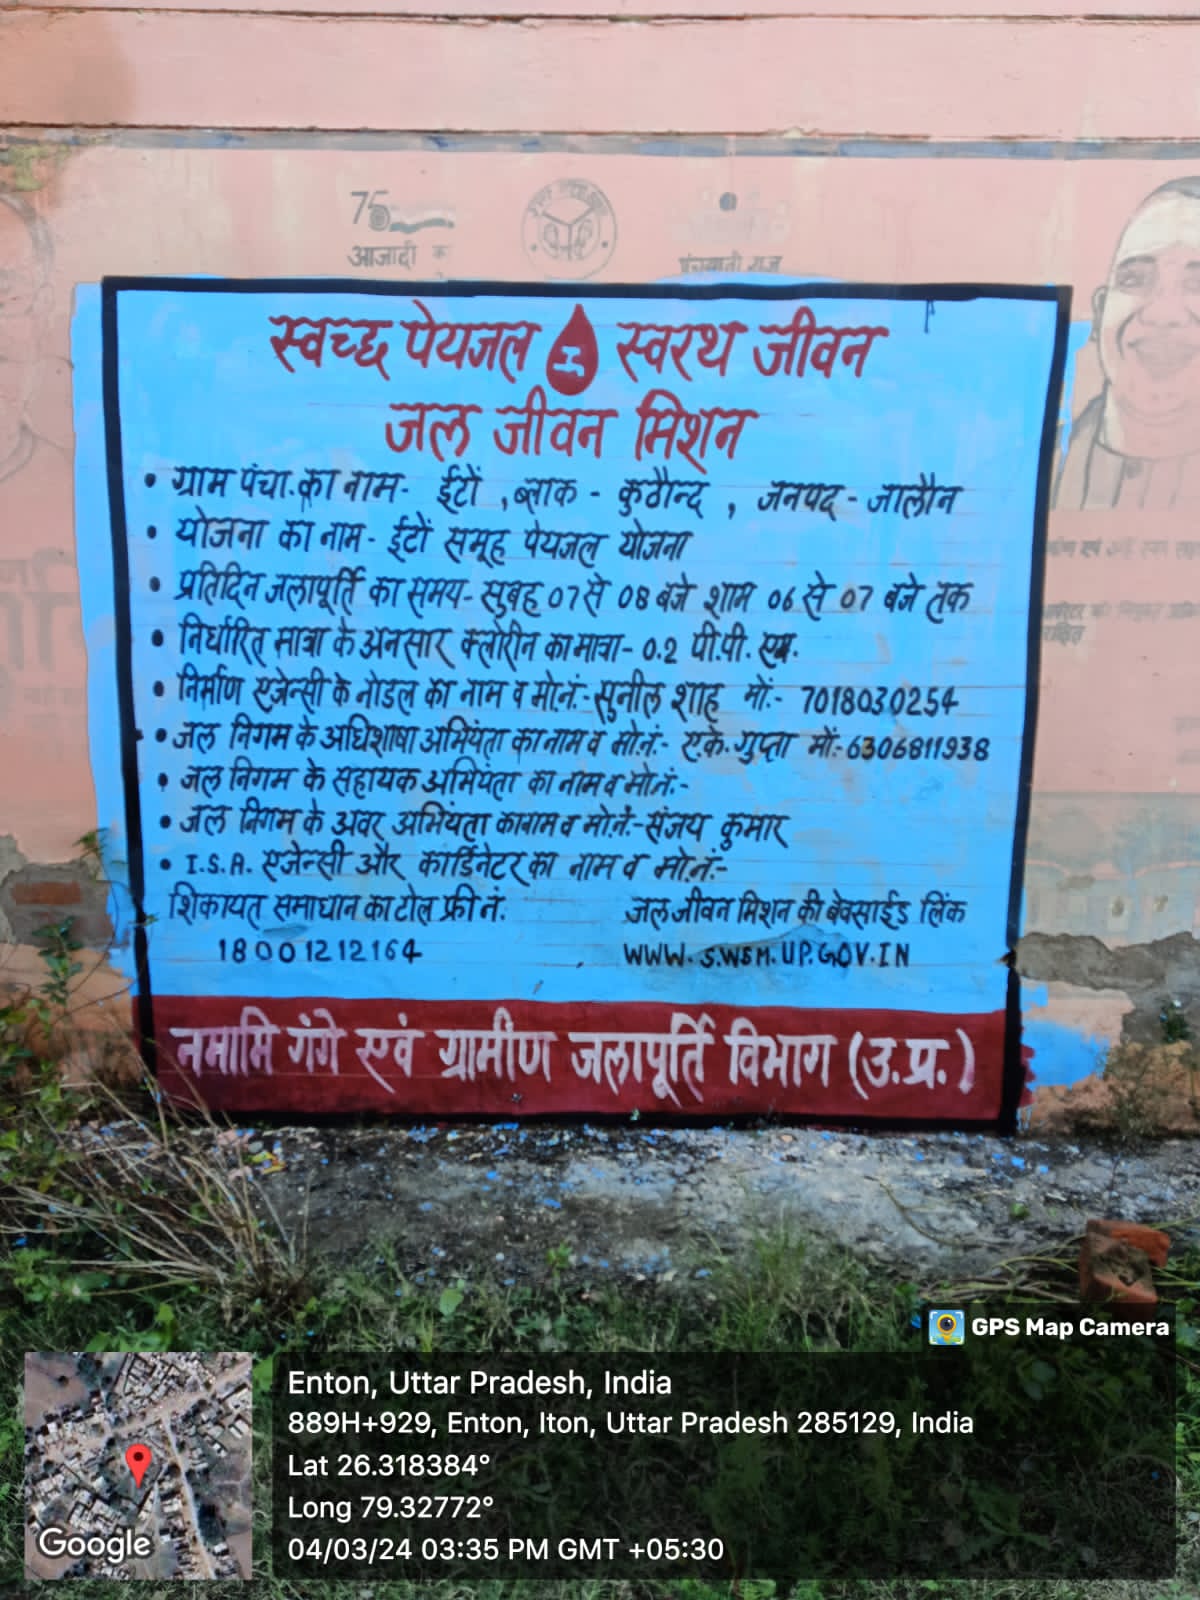 75
आजादी का
पंचायती राज
स्वच्छ पेयजल स्वस्थ जीवन
जल जीवन मिशन
• ग्राम पंचा. का नाम- ईटों , ब्लाक - कुठौन्द , जनपद - जालौन
• योजना का नाम - ईटों समूह पेयजल योजना
• प्रतिदिन जलापूर्ति का समय- सुबह 07 से 08 बजे शाम 06 से 07 बजे तक
• निर्धारित मात्रा के अनसार क्लोरीन का मात्रा - 0.2 पी.पी. एम.
• निर्माण एजेन्सी के नोडल का नाम व मो.नं.:- सुनील शाह मों:- 7018030254
• जल निगम के अधिशाषा अभियंता का नाम व मो.नं:- ए.के. गुप्ता मों:- 6306811938
• जल निगम के सहायक अभियंता का नाम व मो.नं:-
• जल निगम के अवर अभियंता का नाम व मो.नं:- संजय कुमार
• I.S.A. एजेन्सी और कार्डिनेटर का नाम व मो.नं:-
शिकायत समाधान का टोल फ्री नं. जल जीवन मिशन की बेवसाईड लिंक
18001212164 WWW.SWSM.UP.GOV.IN
नमामि गंगे एवं ग्रामीण जलापूर्ति विभाग (उ.प्र.)
GPS Map Camera
Enton, Uttar Pradesh, India
889H+929, Enton, Iton, Uttar Pradesh 285129, India
Lat 26.318384°
Long 79.32772°
04/03/24 03:35 PM GMT +05:30
Google